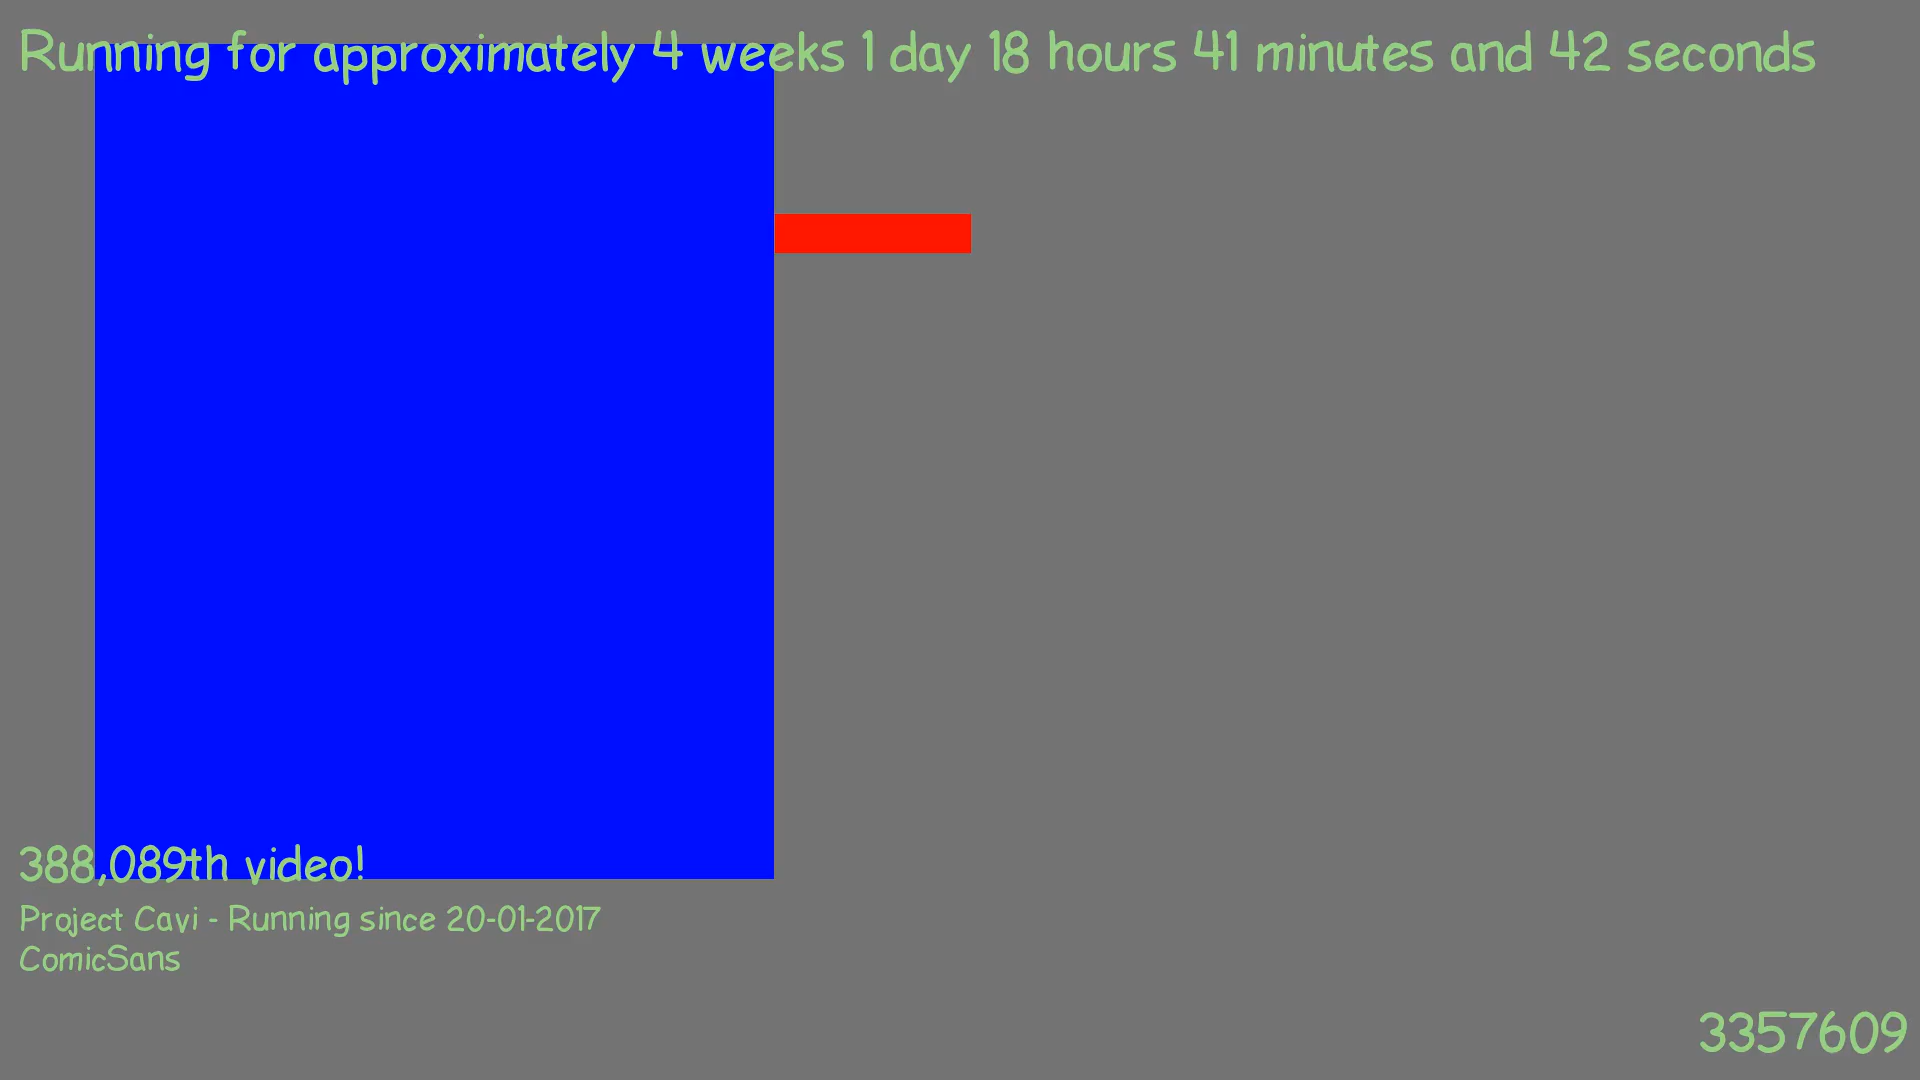 Running for approximately 4 weeks 1 day 18 hours 41 minutes and 42 seconds
388,089th video!
Project Cavi - Running since 20-01-2017
ComicSans
3357609